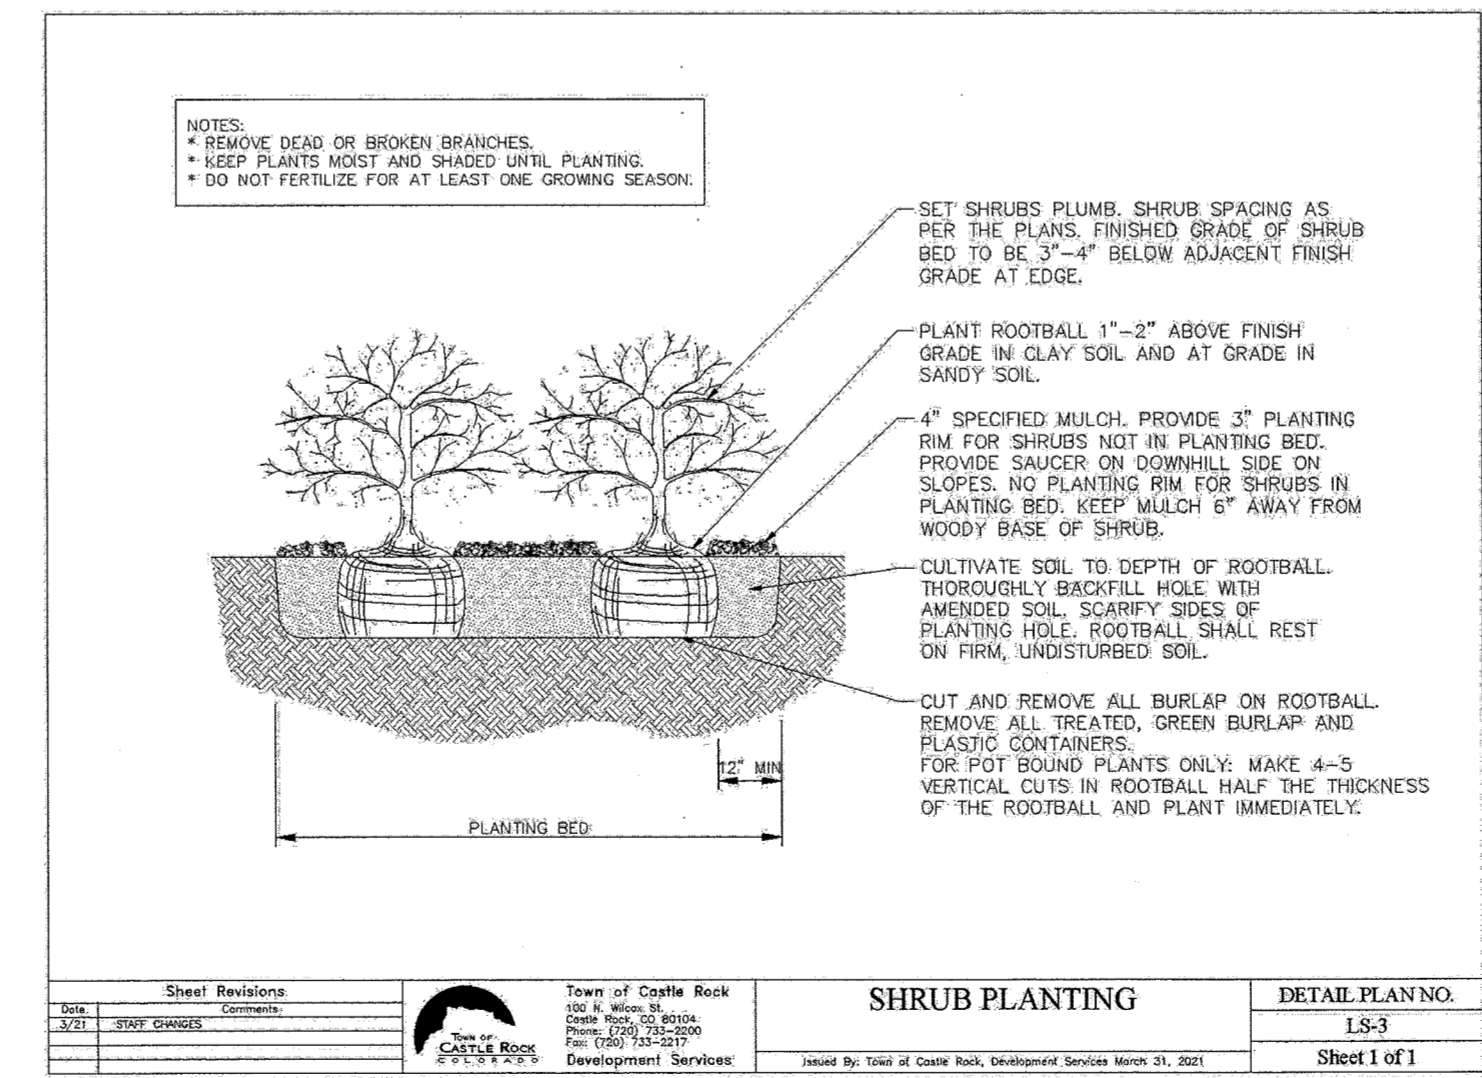 NOTES:
* REMOVE DEAD OR BROKEN BRANCHES.
* KEEP PLANTS MOIST AND SHADED UNTIL PLANTING.
* DO NOT FERTILIZE FOR AT LEAST ONE GROWING SEASON.
SET SHRUBS PLUMB. SHRUB SPACING AS
PER THE PLANS. FINISHED GRADE OF SHRUB
BED TO BE 3"-4" BELOW ADJACENT FINISH
GRADE AT EDGE.
PLANT ROOTBALL 1"-2" ABOVE FINISH
GRADE IN CLAY SOIL AND AT GRADE IN
SANDY SOIL.
4" SPECIFIED MULCH. PROVIDE 3" PLANTING
RIM FOR SHRUBS NOT IN PLANTING BED.
PROVIDE SAUCER ON DOWNHILL SIDE ON
SLOPES. NO PLANTING RIM FOR SHRUBS IN
PLANTING BED. KEEP MULCH 6" AWAY FROM
WOODY BASE OF SHRUB.
CULTIVATE SOIL TO DEPTH OF ROOTBALL.
THOROUGHLY BACKFILL HOLE WITH
AMENDED SOIL. SCARIFY SIDES OF
PLANTING HOLE. ROOTBALL SHALL REST
ON FIRM, UNDISTURBED SOIL.
CUT AND REMOVE ALL BURLAP ON ROOTBALL.
REMOVE ALL TREATED, GREEN BURLAP AND
PLASTIC CONTAINERS.
FOR POT BOUND PLANTS ONLY: MAKE 4-5
VERTICAL CUTS IN ROOTBALL HALF THE THICKNESS
OF THE ROOTBALL AND PLANT IMMEDIATELY.
12" MIN
PLANTING BED
Sheet Revisions
Date: Comments:
3/21 STAFF CHANGES
TOWN OF
CASTLE ROCK
COLORADO
Town of Castle Rock
100 N. Wilcox St.
Castle Rock, CO 80104
Phone: (720) 733-2200
Fax: (720) 733-2217
Development Services
SHRUB PLANTING
Issued By: Town of Castle Rock, Development Services March 31, 2021
DETAIL PLAN NO.
LS-3
Sheet 1 of 1